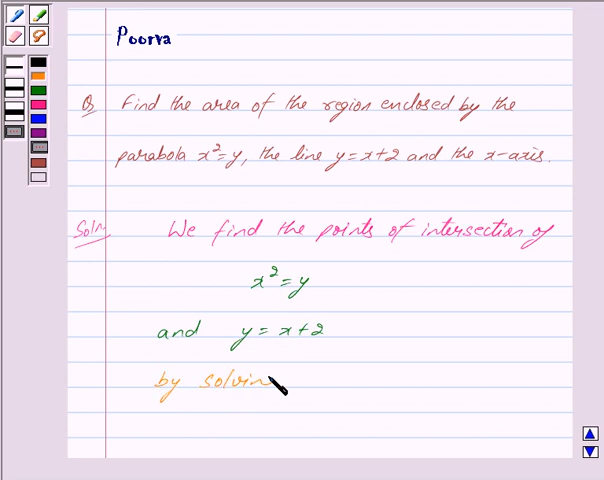 Poorva
Q Find the area of the region enclosed by the
parabola x²=y, the line y=x+2 and the x-axis.
Soln We find the points of intersection of
x²=y
and y=x+2
by solvin